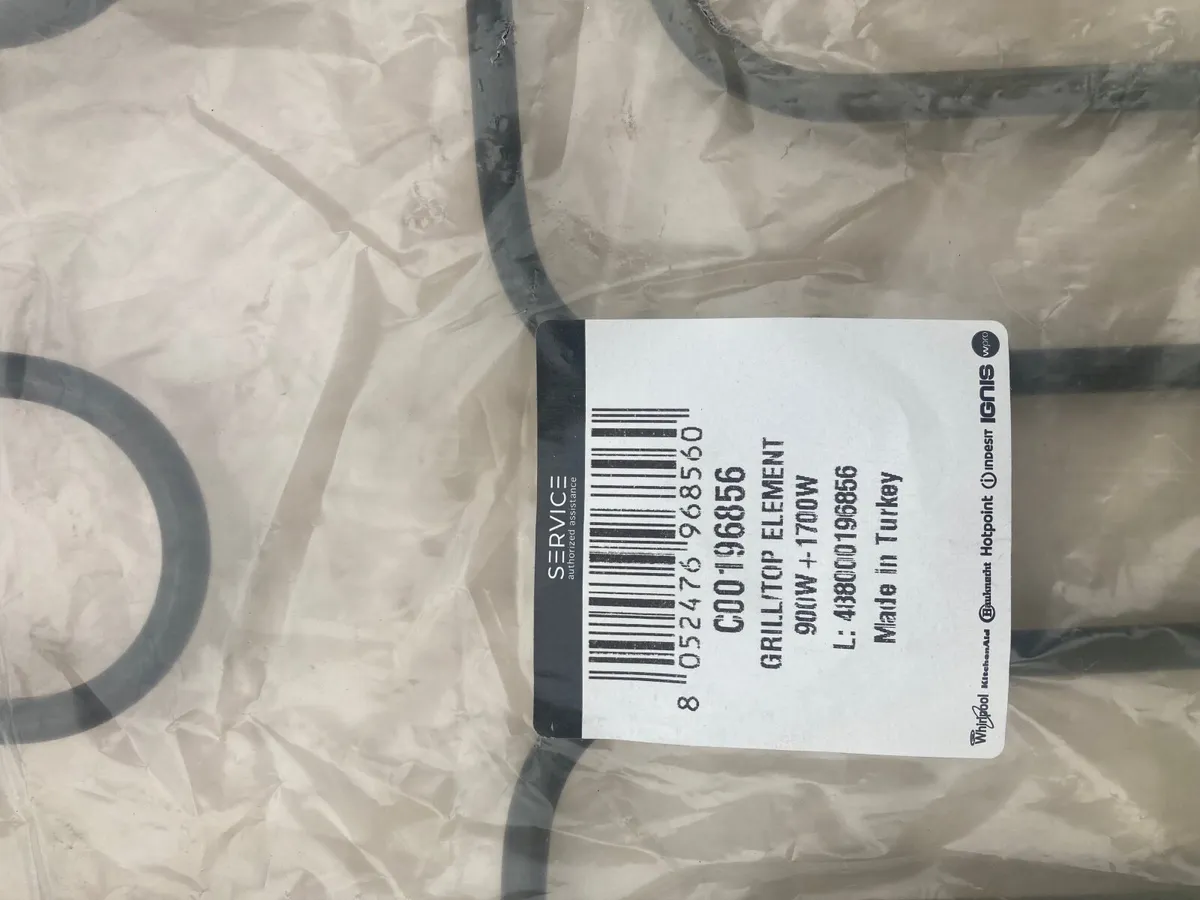 SERVICE
authorized assistance
8 052476 968560
C00196856
GRILL/TOP ELEMENT
900W + 1700W
L: 4380000196856
Made in Turkey
Whirlpool KitchenAid Bauknecht Hotpoint indesit IGNIS wpro